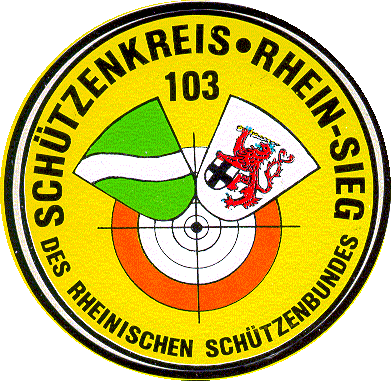 SCHÜTZENKREIS•RHEIN-SIEG
103
DES RHEINISCHEN SCHÜTZENBUNDES